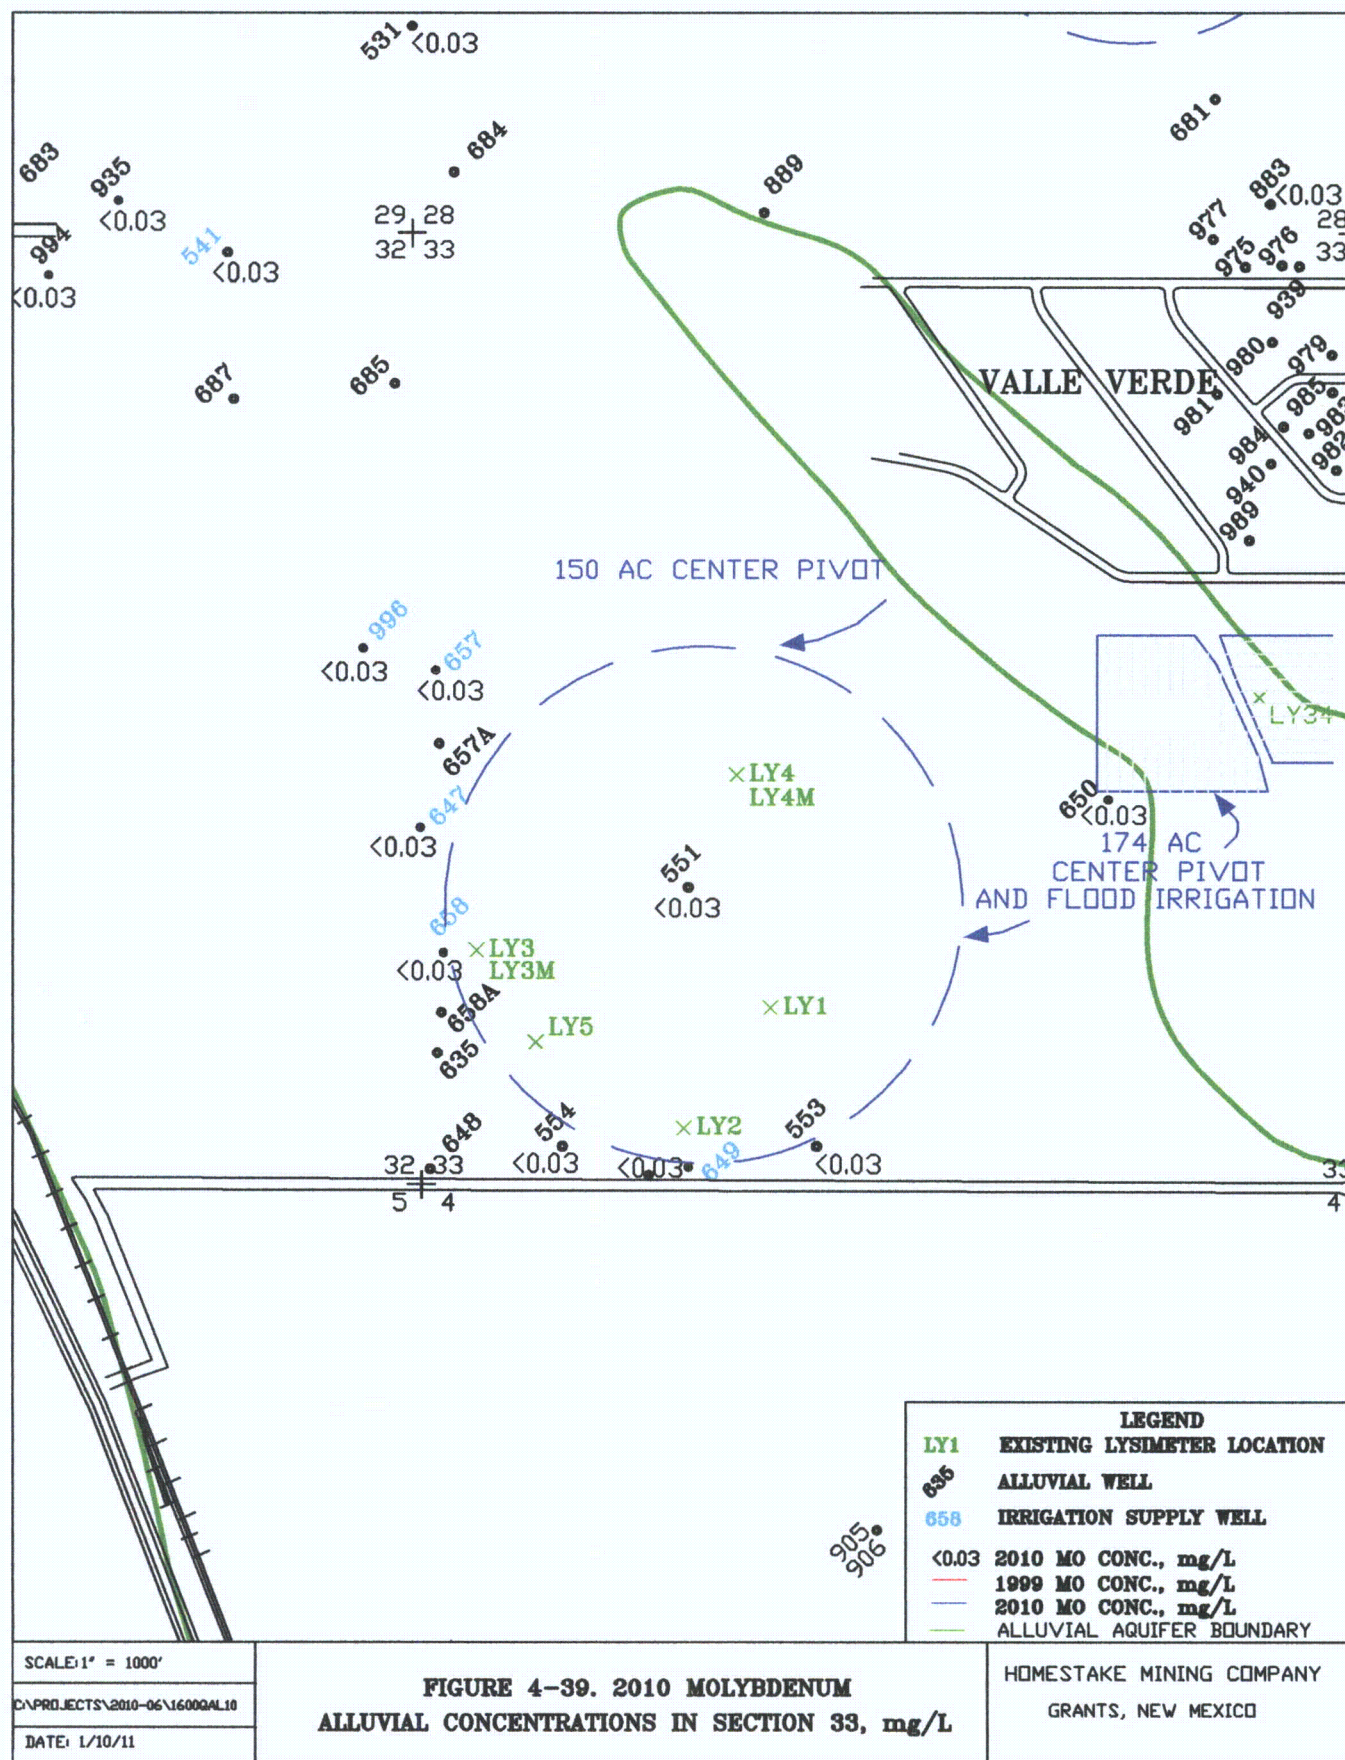 531
<0.03
681
684
683
935
<0.03
889
883
<0.03
977
975
976
939
28
33
29 28
32 33
994
<0.03
541
<0.03
687
685
980
979
VALLE VERDE
981
985
984
983
982
940
989
150 AC CENTER PIVOT
996
<0.03
657
<0.03
657A
647
<0.03
LY4
LY4M
LY34
650
<0.03
174 AC
CENTER PIVOT
AND FLOOD IRRIGATION
551
<0.03
658
<0.03
LY3
LY3M
658A
LY1
LY5
635
648
554
<0.03
LY2
649
<0.03
553
<0.03
32 33
5 4
33
4
905
906
LEGEND
LY1 EXISTING LYSIMETER LOCATION
635 ALLUVIAL WELL
658 IRRIGATION SUPPLY WELL
<0.03 2010 MO CONC., mg/L
1999 MO CONC., mg/L
2010 MO CONC., mg/L
ALLUVIAL AQUIFER BOUNDARY
SCALE: 1" = 1000'
C:\PROJECTS\2010-06\1600QAL10
DATE: 1/10/11
FIGURE 4-39. 2010 MOLYBDENUM
ALLUVIAL CONCENTRATIONS IN SECTION 33, mg/L
HOMESTAKE MINING COMPANY
GRANTS, NEW MEXICO